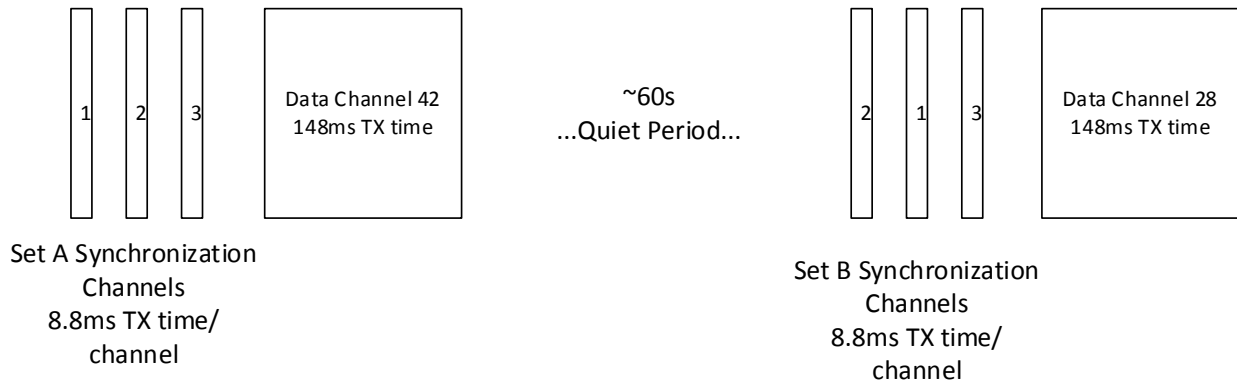 1
2
3
Data Channel 42
148ms TX time
~60s
...Quiet Period...
2
1
3
Data Channel 28
148ms TX time
Set A Synchronization
Channels
8.8ms TX time/
channel
Set B Synchronization
Channels
8.8ms TX time/
channel